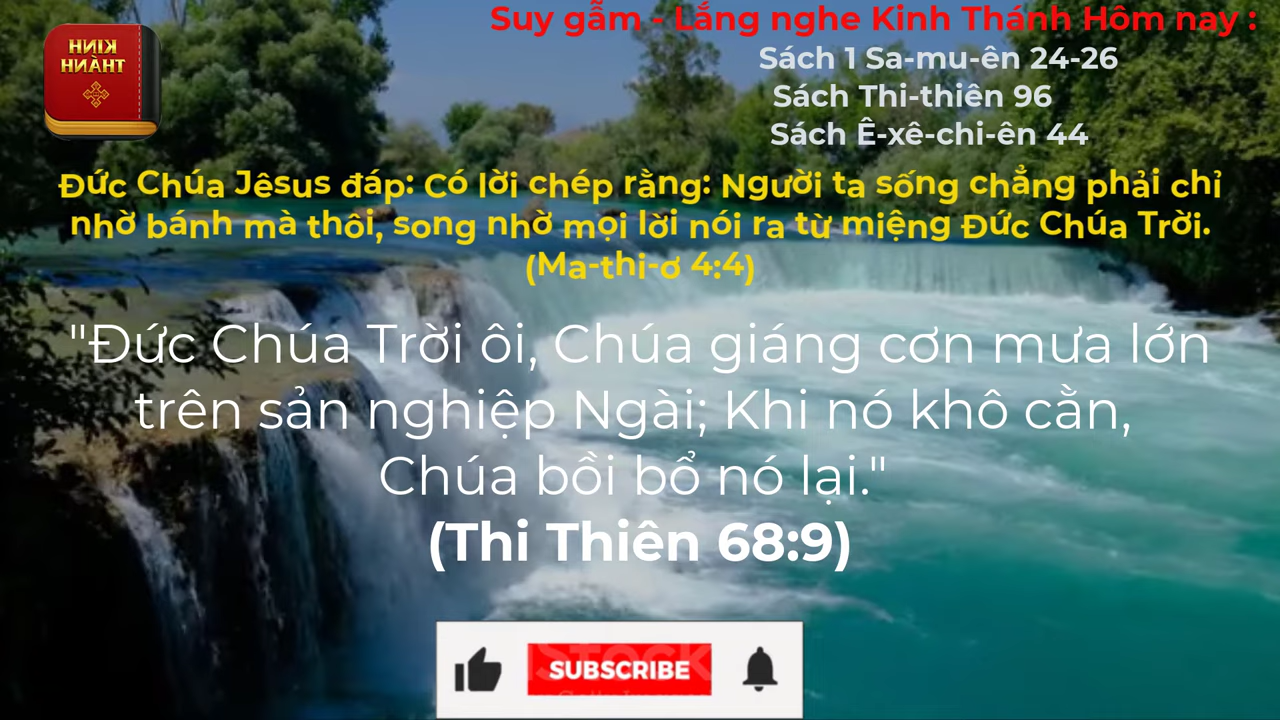 KINH
THÁNH
Suy gẫm - Lắng nghe Kinh Thánh Hôm nay :
Sách 1 Sa-mu-ên 24-26
Sách Thi-thiên 96
Sách Ê-xê-chi-ên 44
Đức Chúa Jêsus đáp: Có lời chép rằng: Người ta sống chẳng phải chỉ
nhờ bánh mà thôi, song nhờ mọi lời nói ra từ miệng Đức Chúa Trời.
(Ma-thi-ơ 4:4)
"Đức Chúa Trời ôi, Chúa giáng cơn mưa lớn
trên sản nghiệp Ngài; Khi nó khô cằn,
Chúa bồi bổ nó lại."
(Thi Thiên 68:9)
iStock
SUBSCRIBE